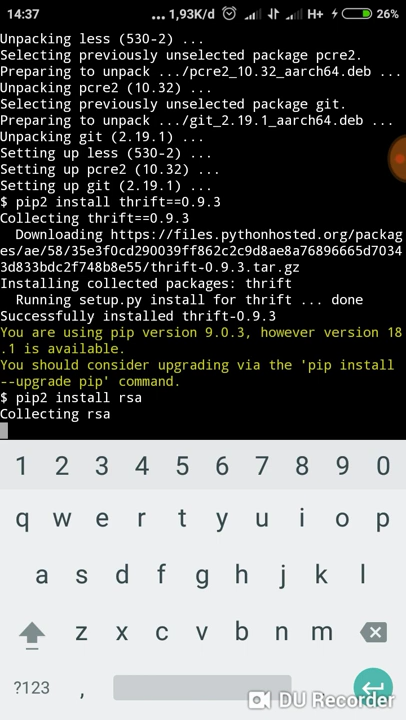 14:37 ... 1,93K/d H+ 26%
Unpacking less (530-2) ...
Selecting previously unselected package pcre2.
Preparing to unpack .../pcre2_10.32_aarch64.deb ...
Unpacking pcre2 (10.32) ...
Selecting previously unselected package git.
Preparing to unpack .../git_2.19.1_aarch64.deb ...
Unpacking git (2.19.1) ...
Setting up less (530-2) ...
Setting up pcre2 (10.32) ...
Setting up git (2.19.1) ...
$ pip2 install thrift==0.9.3
Collecting thrift==0.9.3
Downloading https://files.pythonhosted.org/packag
es/ae/58/35e3f0cd290039ff862c2c9d8ae8a76896665d7034
3d833bdc2f748b8e55/thrift-0.9.3.tar.gz
Installing collected packages: thrift
Running setup.py install for thrift ... done
Successfully installed thrift-0.9.3
You are using pip version 9.0.3, however version 18
.1 is available.
You should consider upgrading via the 'pip install
--upgrade pip' command.
$ pip2 install rsa
Collecting rsa
1 2 3 4 5 6 7 8 9 0
q w e r t y u i o p
a s d f g h j k l
z x c v b n m
?123 ,
DU Recorder